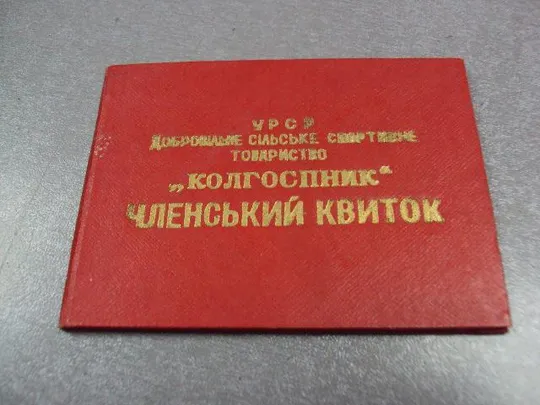 УРСР
ДОБРОВІЛЬНЕ СІЛЬСЬКЕ СПОРТИВНЕ
ТОВАРИСТВО
„КОЛГОСПНИК“
ЧЛЕНСЬКИЙ КВИТОК